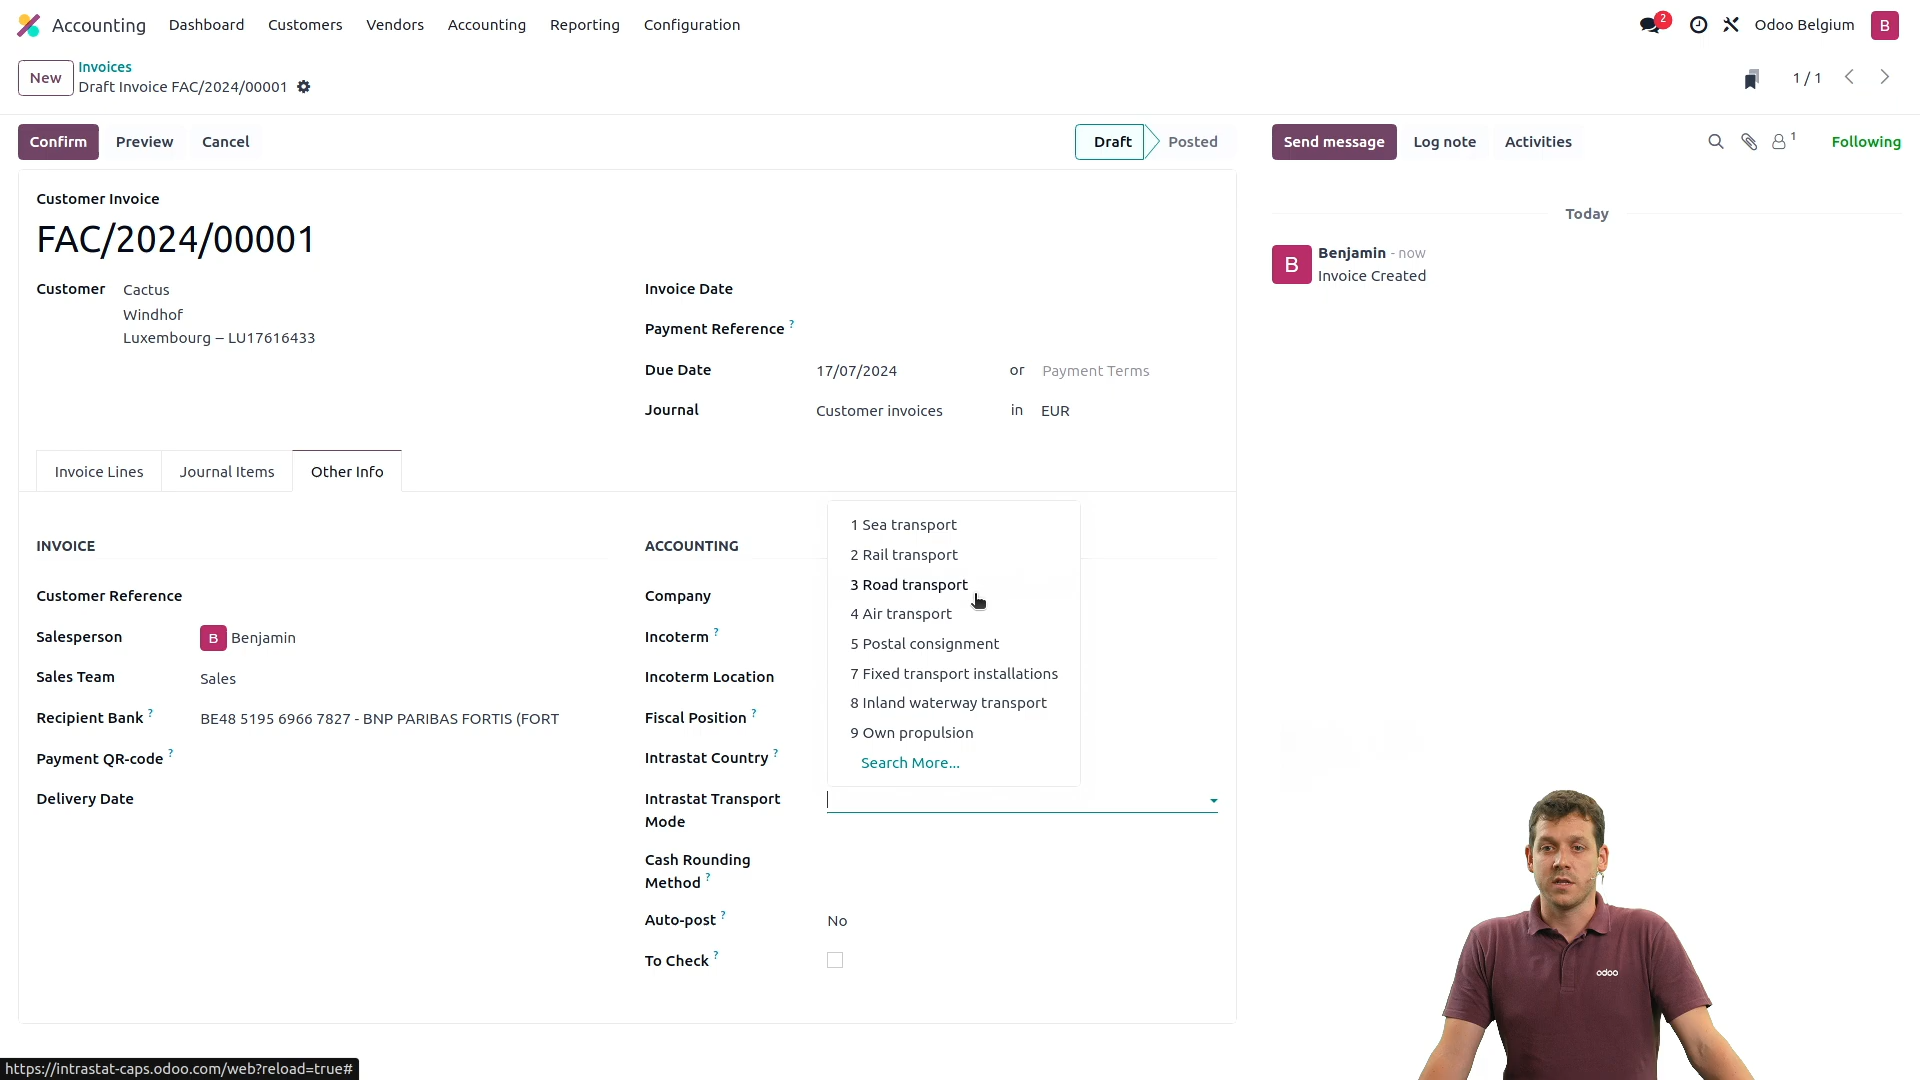 Accounting Dashboard Customers Vendors Accounting Reporting Configuration 2 Odoo Belgium B
New Invoices
Draft Invoice FAC/2024/00001 1 / 1
Confirm Preview Cancel Draft Posted Send message Log note Activities 1 Following
Customer Invoice
FAC/2024/00001
Customer Cactus
Windhof
Luxembourg – LU17616433
Invoice Date
Payment Reference ?
Due Date 17/07/2024 or Payment Terms
Journal Customer invoices in EUR
Today
B Benjamin - now
Invoice Created
Invoice Lines Journal Items Other Info
INVOICE
Customer Reference
Salesperson B Benjamin
Sales Team Sales
Recipient Bank ? BE48 5195 6966 7827 - BNP PARIBAS FORTIS (FORT
Payment QR-code ?
Delivery Date
ACCOUNTING
Company
Incoterm ?
Incoterm Location
Fiscal Position ?
Intrastat Country ?
Intrastat Transport
Mode
Cash Rounding
Method ?
Auto-post ? No
To Check ?
1 Sea transport
2 Rail transport
3 Road transport
4 Air transport
5 Postal consignment
7 Fixed transport installations
8 Inland waterway transport
9 Own propulsion
Search More...
odoo
https://intrastat-caps.odoo.com/web?reload=true#